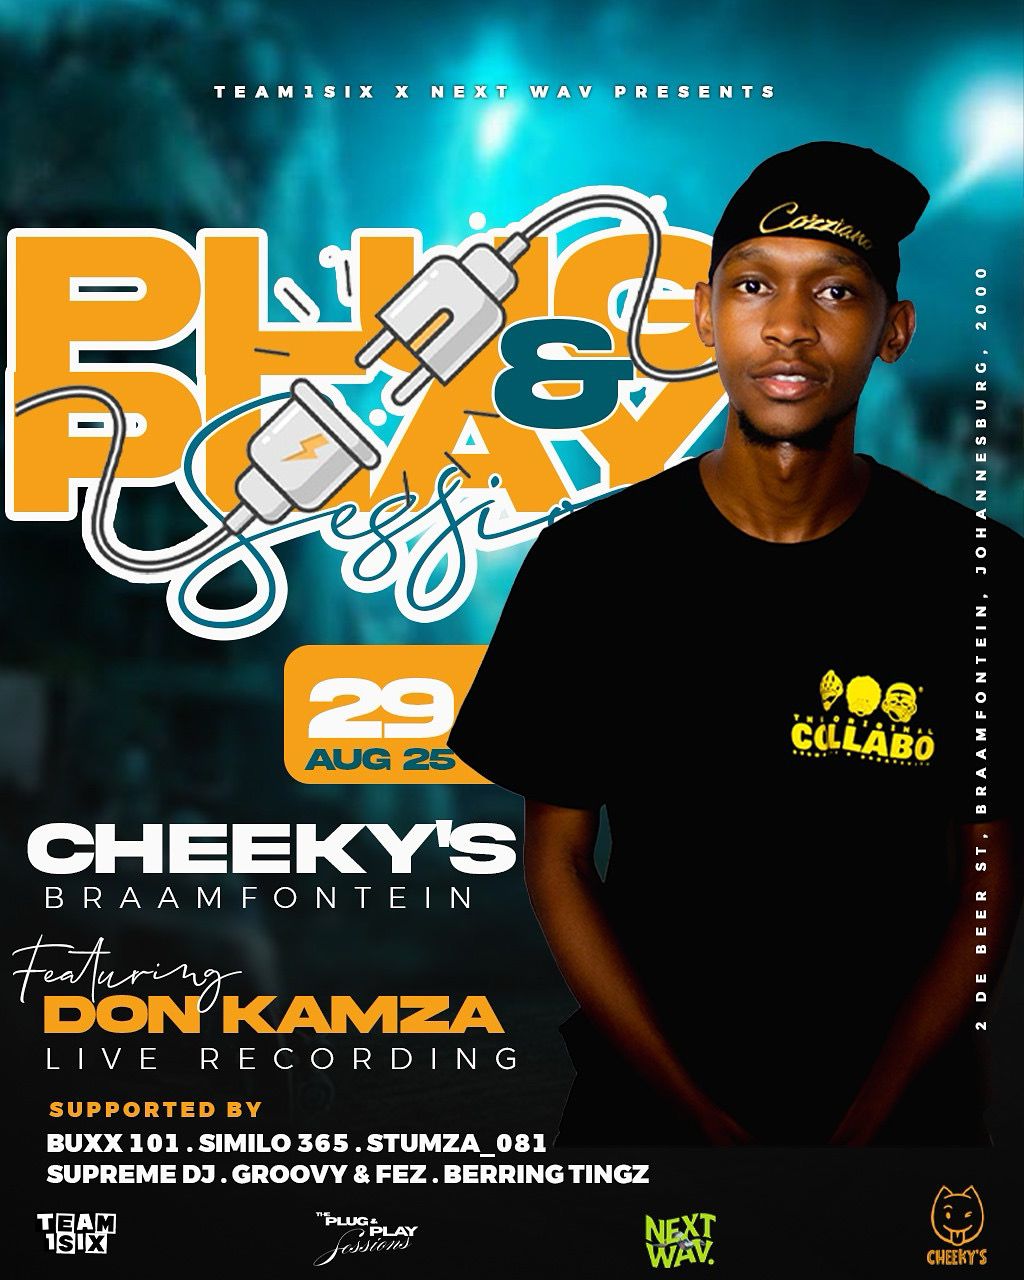 TEAM1SIX X NEXT WAV PRESENTS
PLUG
&
PLAY
Sessio
Cozziano
2 DE BEER ST, BRAAMFONTEIN, JOHANNESBURG, 2000
29
AUG 25
COLLABO
CHEEKY'S
BRAAMFONTEIN
Featuring
DON KAMZA
LIVE RECORDING
SUPPORTED BY
BUXX 101 . SIMILO 365 . STUMZA_081
SUPREME DJ . GROOVY & FEZ . BERRING TINGZ
TEAM
1SIX
THE PLUG &
PLAY
Sessions
NEXT
WAV.
CHEEKY'S